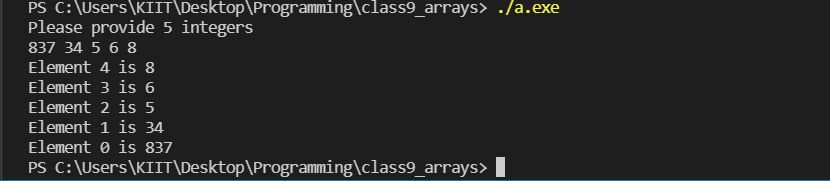 PS C:\Users\KIIT\Desktop\Programming\class9_arrays> ./a.exe
Please provide 5 integers
837 34 5 6 8
Element 4 is 8
Element 3 is 6
Element 2 is 5
Element 1 is 34
Element 0 is 837
PS C:\Users\KIIT\Desktop\Programming\class9_arrays>